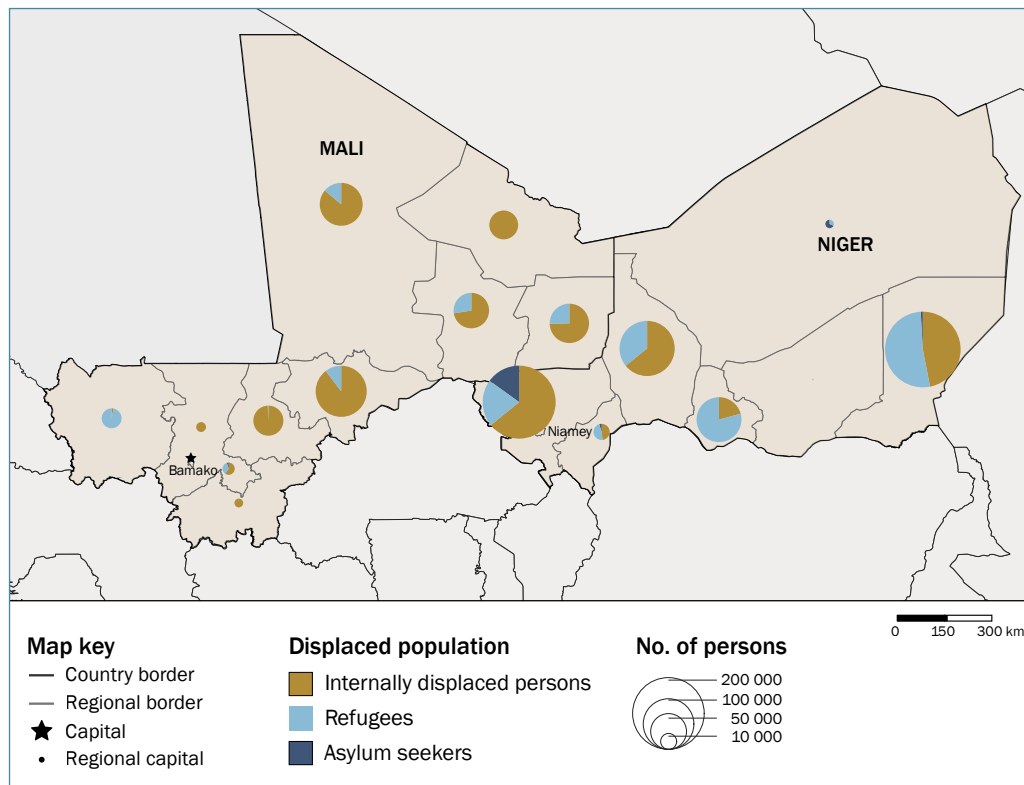 MALI
NIGER
Niamey
Bamako
0 150 300 km
Map key
Country border
Regional border
Capital
Regional capital
Displaced population
Internally displaced persons
Refugees
Asylum seekers
No. of persons
200 000
100 000
50 000
10 000